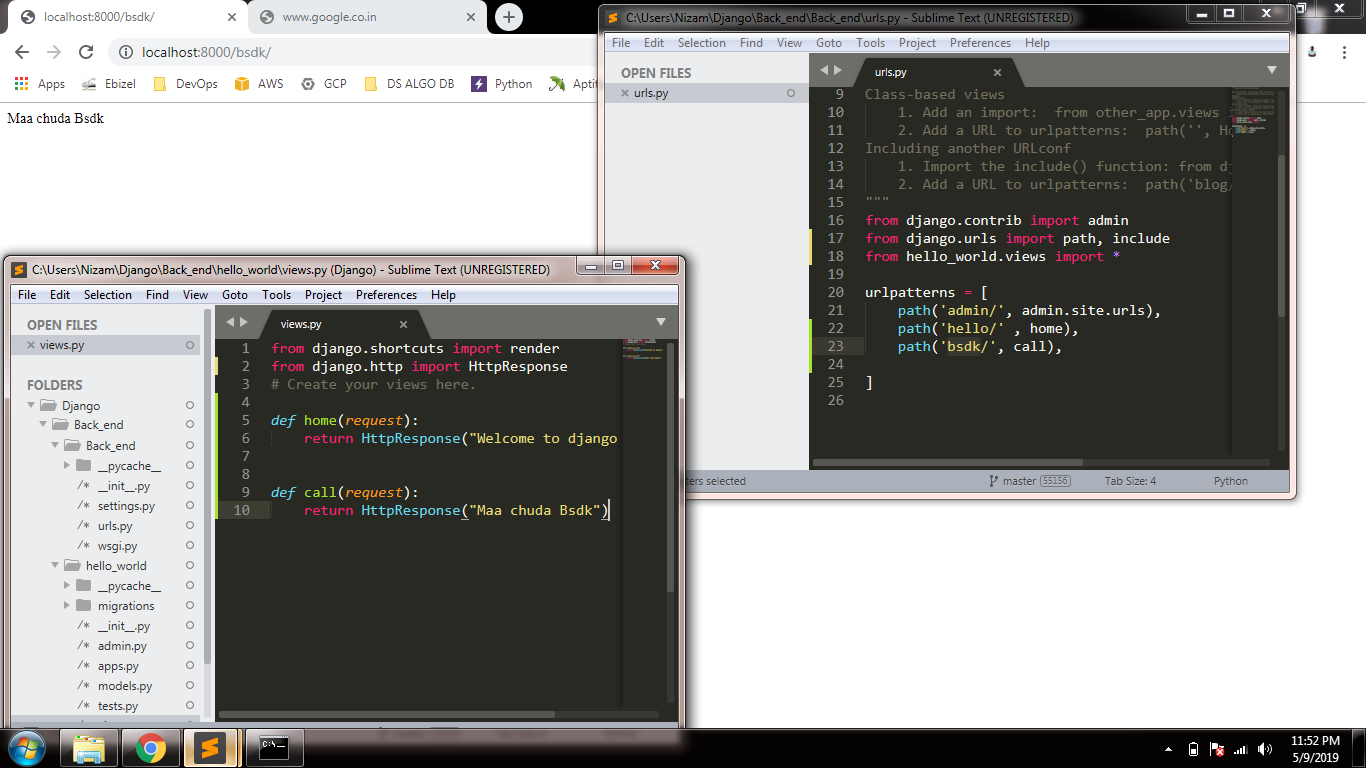 localhost:8000/bsdk/
www.google.co.in
localhost:8000/bsdk/
Apps Ebizel DevOps AWS GCP DS ALGO DB Python Aptit
Maa chuda Bsdk
C:\Users\Nizam\Django\Back_end\Back_end\urls.py - Sublime Text (UNREGISTERED)
File Edit Selection Find View Goto Tools Project Preferences Help
OPEN FILES
urls.py
urls.py
9 Class-based views
10     1. Add an import:  from other_app.views
11     2. Add a URL to urlpatterns:  path('',
12 Including another URLconf
13     1. Import the include() function: from
14     2. Add a URL to urlpatterns:  path('blog/
15 """
16 from django.contrib import admin
17 from django.urls import path, include
18 from hello_world.views import *
19
20 urlpatterns = [
21     path('admin/', admin.site.urls),
22     path('hello/' , home),
23     path('bsdk/', call),
24
25 ]
26
ters selected
master 55156
Tab Size: 4
Python
C:\Users\Nizam\Django\Back_end\hello_world\views.py (Django) - Sublime Text (UNREGISTERED)
File Edit Selection Find View Goto Tools Project Preferences Help
OPEN FILES
views.py
FOLDERS
Django
Back_end
Back_end
__pycache__
__init__.py
settings.py
urls.py
wsgi.py
hello_world
__pycache__
migrations
__init__.py
admin.py
apps.py
models.py
tests.py
views.py
1 from django.shortcuts import render
2 from django.http import HttpResponse
3 # Create your views here.
4
5 def home(request):
6     return HttpResponse("Welcome to django
7
8
9 def call(request):
10     return HttpResponse("Maa chuda Bsdk")
C:\_
11:52 PM
5/9/2019